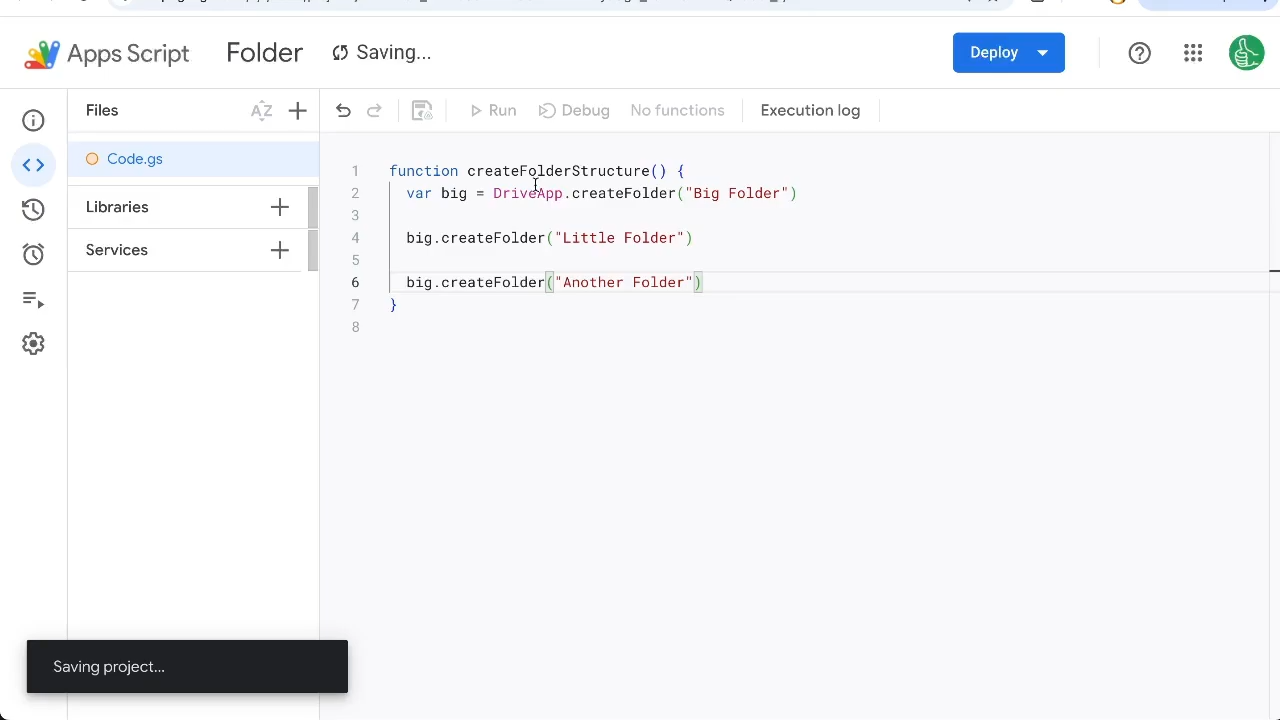 Apps Script
Folder
Saving...
Deploy
Files
AZ
Run
Debug
No functions
Execution log
Code.gs
Libraries
Services
1 function createFolderStructure() {
2 var big = DriveApp.createFolder("Big Folder")
3
4 big.createFolder("Little Folder")
5
6 big.createFolder("Another Folder")
7 }
8
Saving project...